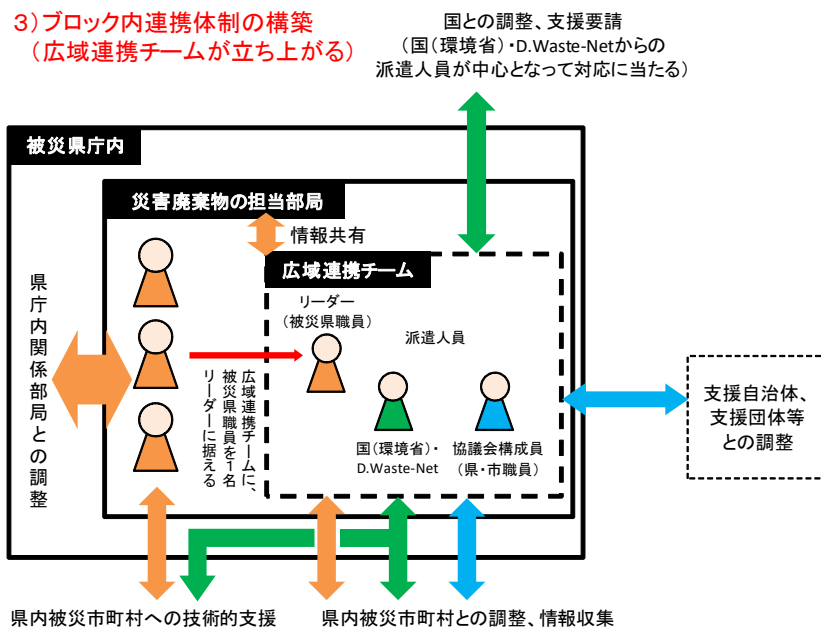 3)ブロック内連携体制の構築
(広域連携チームが立ち上がる)
国との調整、支援要請
(国(環境省)・D.Waste-Netからの
派遣人員が中心となって対応に当たる)
被災県庁内
災害廃棄物の担当部局
情報共有
広域連携チーム
リーダー
(被災県職員)
派遣人員
県庁内関係部局との調整
広域連携チームに、
被災県職員を1名
リーダーに据える
国(環境省)・
D.Waste-Net
協議会構成員
(県・市職員)
支援自治体、
支援団体等
との調整
県内被災市町村への技術的支援
県内被災市町村との調整、情報収集